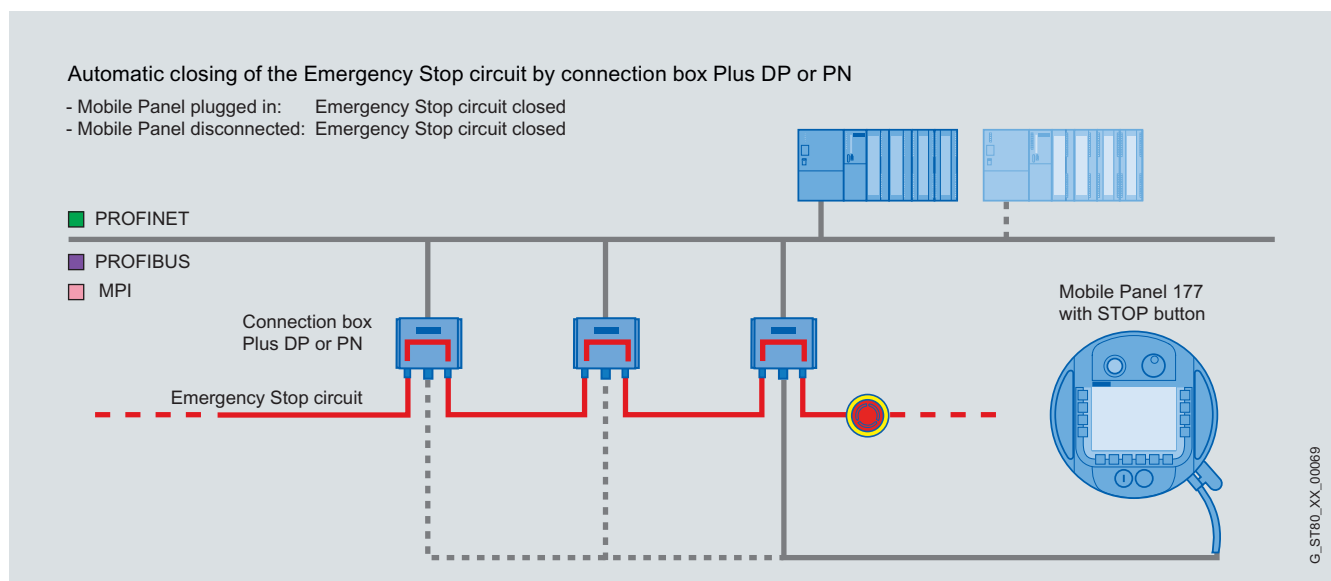 Automatic closing of the Emergency Stop circuit by connection box Plus DP or PN
- Mobile Panel plugged in: Emergency Stop circuit closed
- Mobile Panel disconnected: Emergency Stop circuit closed
PROFINET
PROFIBUS
MPI
Connection box
Plus DP or PN
Emergency Stop circuit
Mobile Panel 177
with STOP button
G_ST80_XX_00069